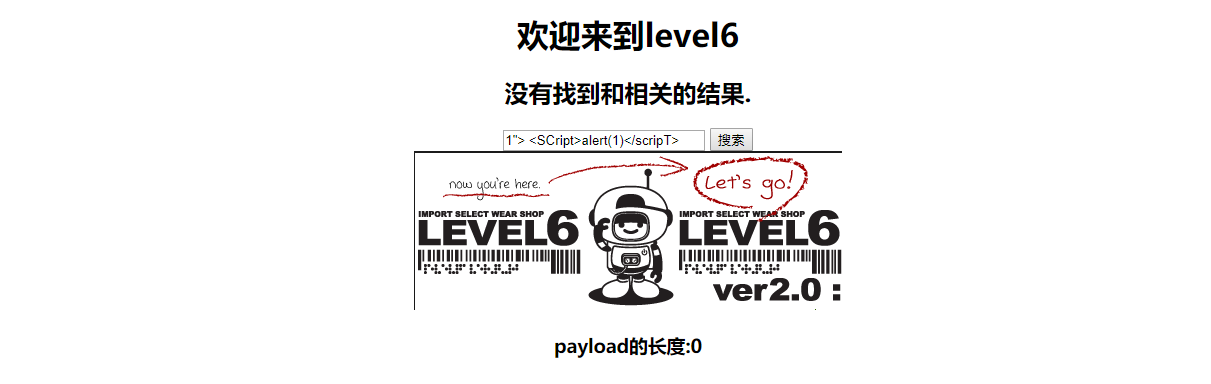 欢迎来到level6
没有找到和相关的结果.
1"> <SCript>alert(1)</scripT> 搜索
now you're here.
Let's go!
IMPORT SELECT WEAR SHOP
LEVEL6
IMPORT SELECT WEAR SHOP
LEVEL6
ver2.0 :
payload的长度:0